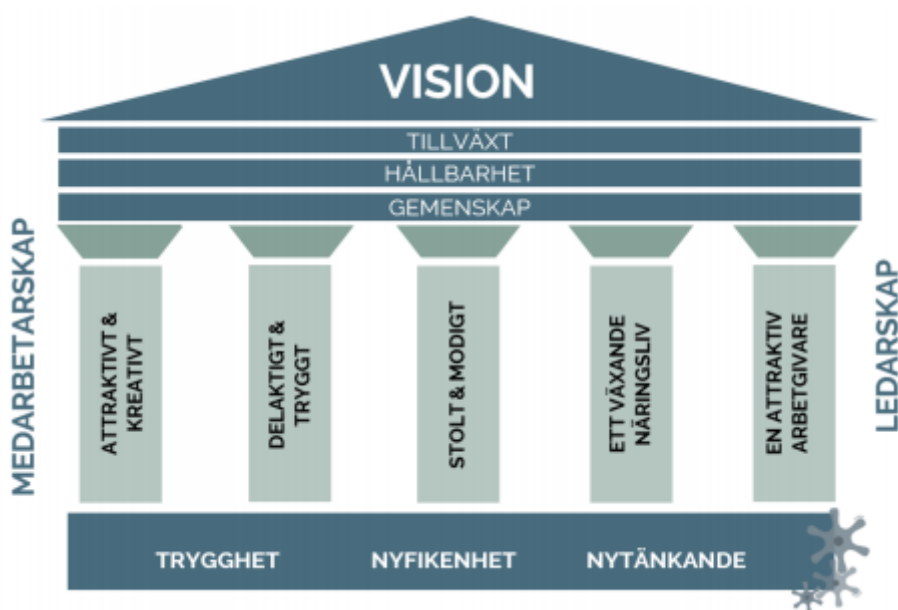 VISION
TILLVÄXT
HÅLLBARHET
GEMENSKAP
MEDARBETARSKAP
ATTRAKTIVT &
KREATIVT
DELAKTIGT &
TRYGGT
STOLT & MODIGT
ETT VÄXANDE
NÄRINGSLIV
EN ATTRAKTIV
ARBETGIVARE
LEDARSKAP
TRYGGHET NYFIKENHET NYTÄNKANDE